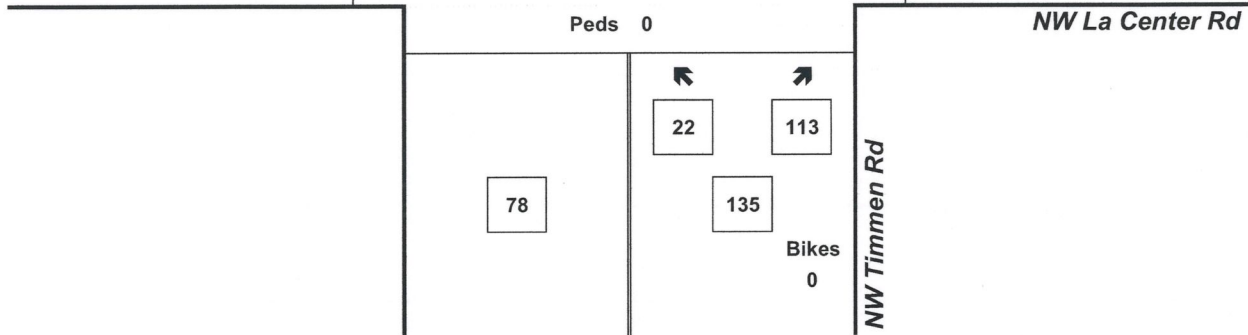 Peds 0
NW La Center Rd
22
113
78
135
Bikes
0
NW Timmen Rd